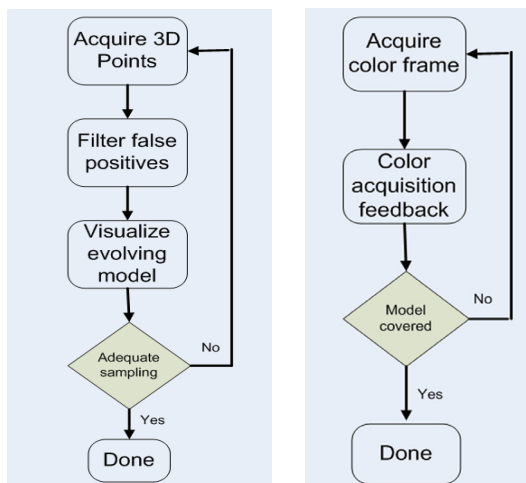 Acquire 3D
Points
Filter false
positives
Visualize
evolving
model
Adequate
sampling
No
Yes
Done
Acquire
color frame
Color
acquisition
feedback
Model
covered
No
Yes
Done